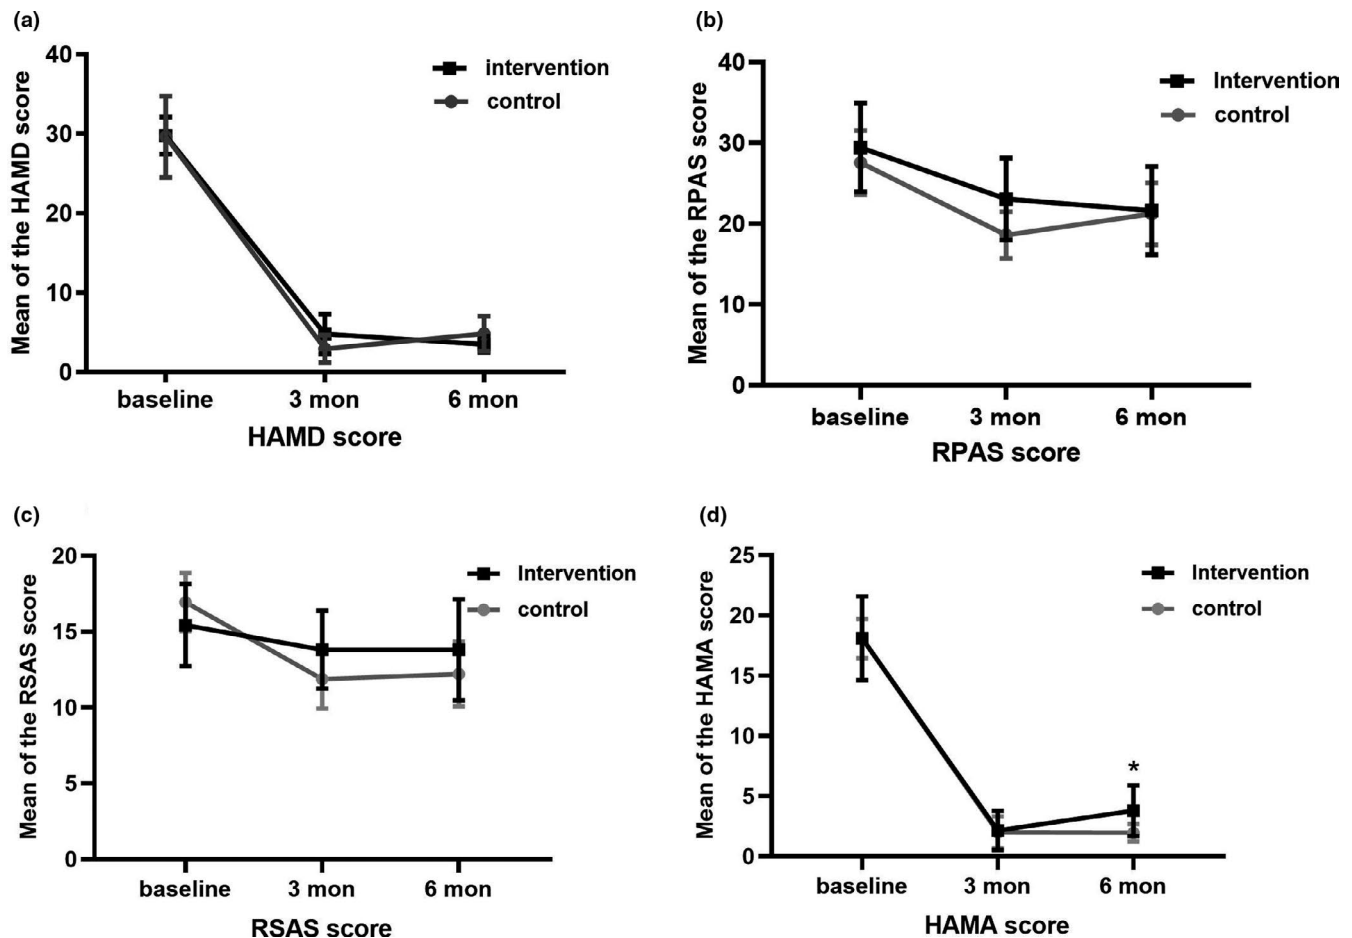 (a)
40
30
20
10
0
Mean of the HAMD score
intervention
control
baseline 3 mon 6 mon
HAMD score
(b)
40
30
20
10
0
Mean of the RPAS score
Intervention
control
baseline 3 mon 6 mon
RPAS score
(c)
20
15
10
5
0
Mean of the RSAS score
Intervention
control
baseline 3 mon 6 mon
RSAS score
(d)
25
20
15
10
5
0
Mean of the HAMA score
Intervention
control
*
baseline 3 mon 6 mon
HAMA score